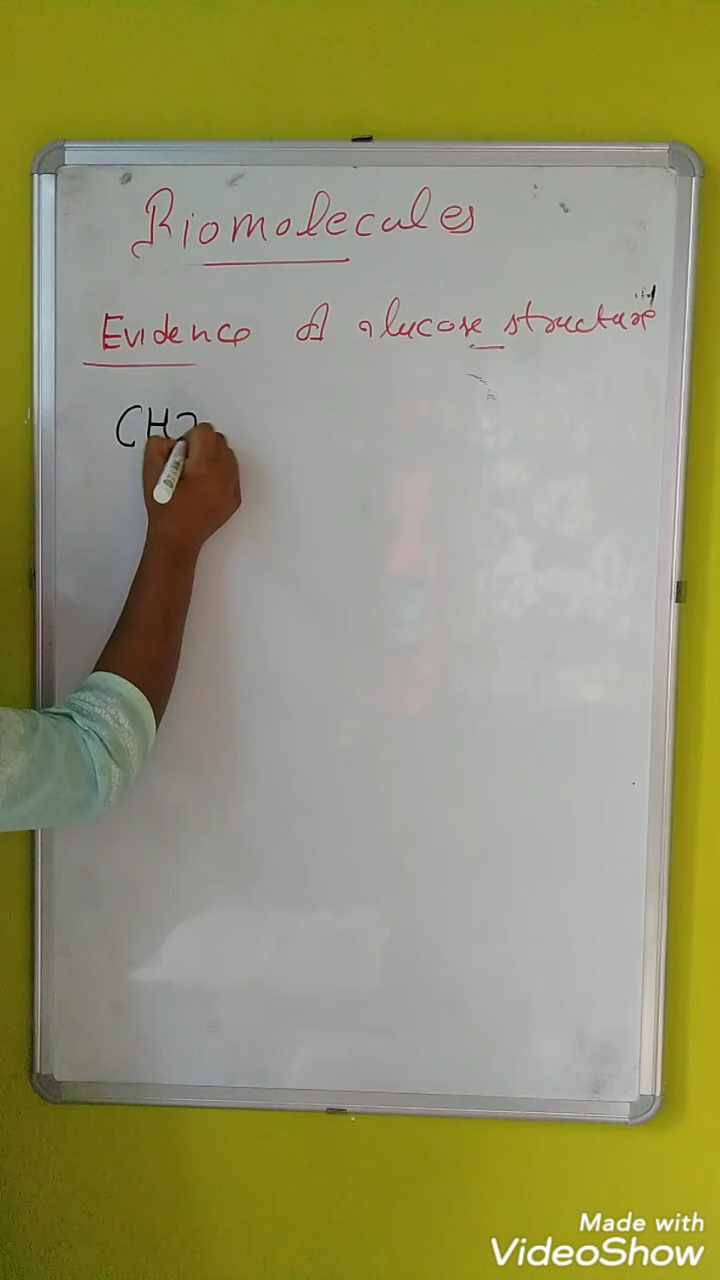 Biomolecules
Evidence of glucose structure
CH2
Made with
VideoShow